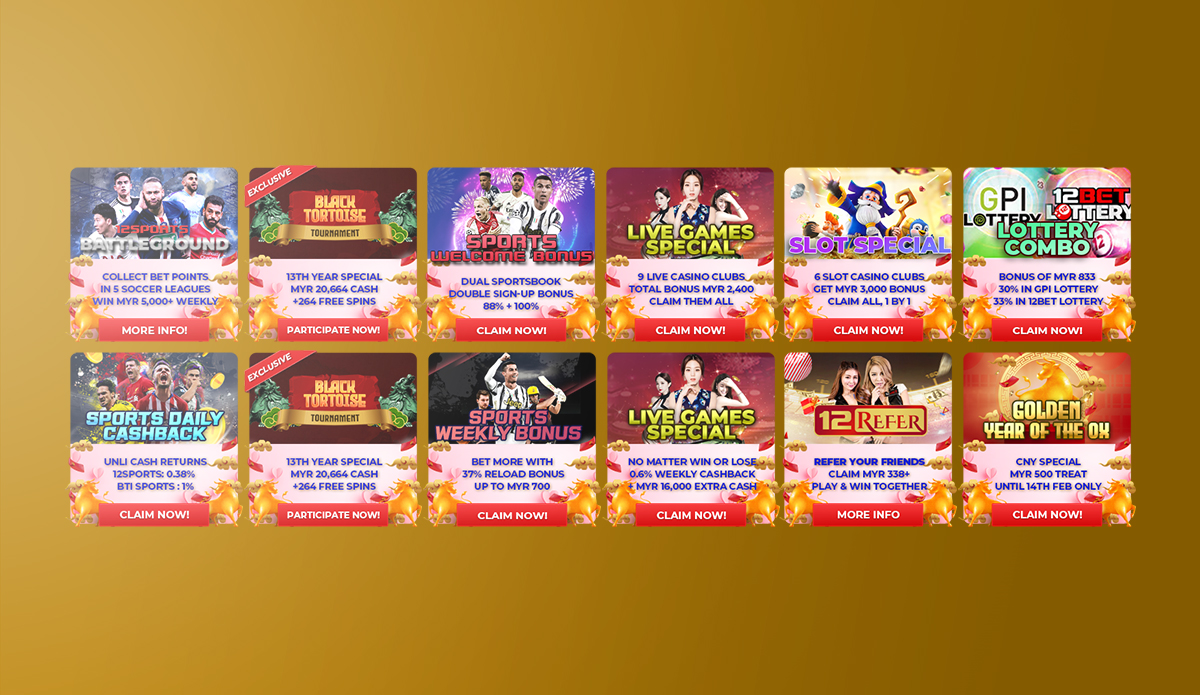 12SPORTS
BATTLEGROUND
COLLECT BET POINTS
IN 5 SOCCER LEAGUES
WIN MYR 5,000+ WEEKLY
MORE INFO!
EXCLUSIVE
BLACK
TORTOISE
TOURNAMENT
13TH YEAR SPECIAL
MYR 20,664 CASH
+264 FREE SPINS
PARTICIPATE NOW!
SPORTS
WELCOME BONUS
DUAL SPORTSBOOK
DOUBLE SIGN-UP BONUS
88% + 100%
CLAIM NOW!
LIVE GAMES
SPECIAL
9 LIVE CASINO CLUBS
TOTAL BONUS MYR 2,400
CLAIM THEM ALL
CLAIM NOW!
SLOT SPECIAL
6 SLOT CASINO CLUBS
GET MYR 3,000 BONUS
CLAIM ALL, 1 BY 1
CLAIM NOW!
GPI
LOTTERY
12BET
LOTTERY
LOTTERY
COMBO
BONUS OF MYR 833
30% IN GPI LOTTERY
33% IN 12BET LOTTERY
CLAIM NOW!
SPORTS DAILY
CASHBACK
UNLI CASH RETURNS
12SPORTS: 0.38%
BTI SPORTS : 1%
CLAIM NOW!
EXCLUSIVE
BLACK
TORTOISE
TOURNAMENT
13TH YEAR SPECIAL
MYR 20,664 CASH
+264 FREE SPINS
PARTICIPATE NOW!
SPORTS
WEEKLY BONUS
BET MORE WITH
37% RELOAD BONUS
UP TO MYR 700
CLAIM NOW!
LIVE GAMES
SPECIAL
NO MATTER WIN OR LOSE
0.6% WEEKLY CASHBACK
+ MYR 16,000 EXTRA CASH
CLAIM NOW!
12 REFER
REFER YOUR FRIENDS
CLAIM MYR 338+
PLAY & WIN TOGETHER
MORE INFO
GOLDEN
YEAR OF THE OX
CNY SPECIAL
MYR 500 TREAT
UNTIL 14TH FEB ONLY
CLAIM NOW!